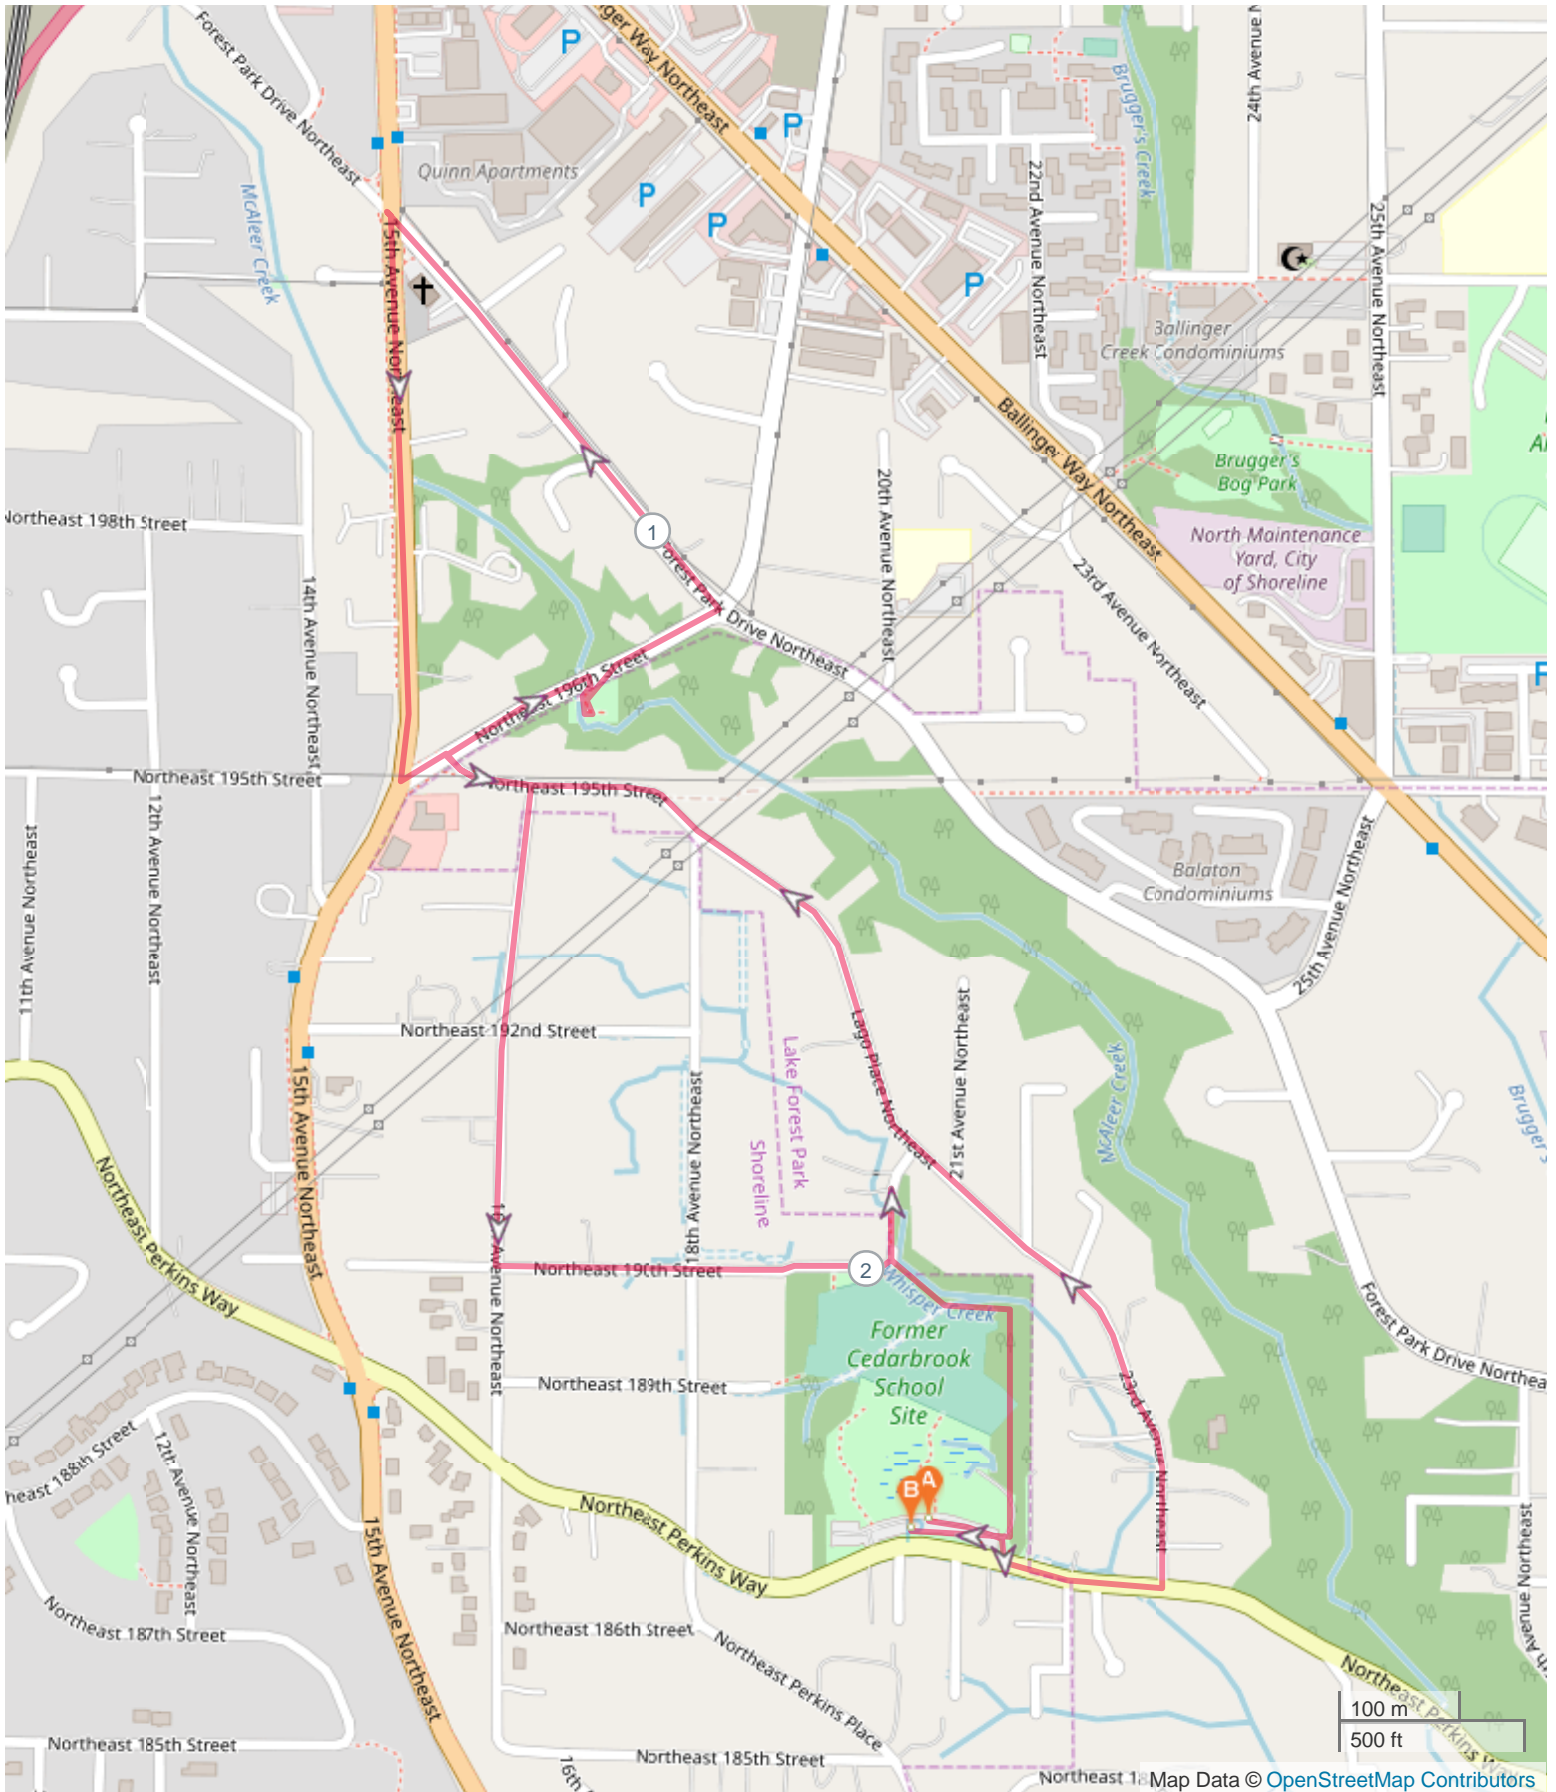 Forest Park Drive Northeast
Ballinger Way Northeast
P
P
P
P
P
Quinn Apartments
McAleer Creek
Brugger's Creek
22nd Avenue Northeast
25th Avenue Northeast
15th Avenue Northeast
Ballinger
Creek Condominiums
Ballinger Way Northeast
Brugger's
Bog Park
Northeast 198th Street
20th Avenue Northeast
1
North Maintenance
Yard, City
of Shoreline
23rd Avenue Northeast
14th Avenue Northeast
Forest Park Drive Northeast
Northeast 196th Street
Northeast 195th Street
Northeast 195th Street
12th Avenue Northeast
11th Avenue Northeast
Balaton
Condominiums
25th Avenue Northeast
21st Avenue Northeast
Northeast 192nd Street
Lago Place Northeast
Lake Forest Park
Shoreline
15th Avenue Northeast
18th Avenue Northeast
McAleer Creek
Northeast Perkins Way
Avenue Northeast
Northeast 190th Street
2
Whisper Creek
Former
Cedarbrook
School
Site
Forest Park Drive Northea
Northeast 189th Street
23rd Avenue Northeast
heast 188th Street
12th Avenue Northeast
B
A
Northeast Perkins Way
15th Avenue Northeast
Northeast 187th Street
Northeast 186th Street
Northeast Perkins Place
Northeast Perkins Way
Northeast 185th Street
Northeast 185th Street
100 m
500 ft
Map Data © OpenStreetMap Contributors